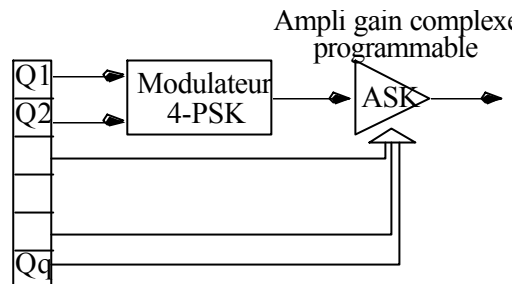 Ampli gain complexe
programmable
Q1
Modulateur
4-PSK
ASK
Q2
Qq